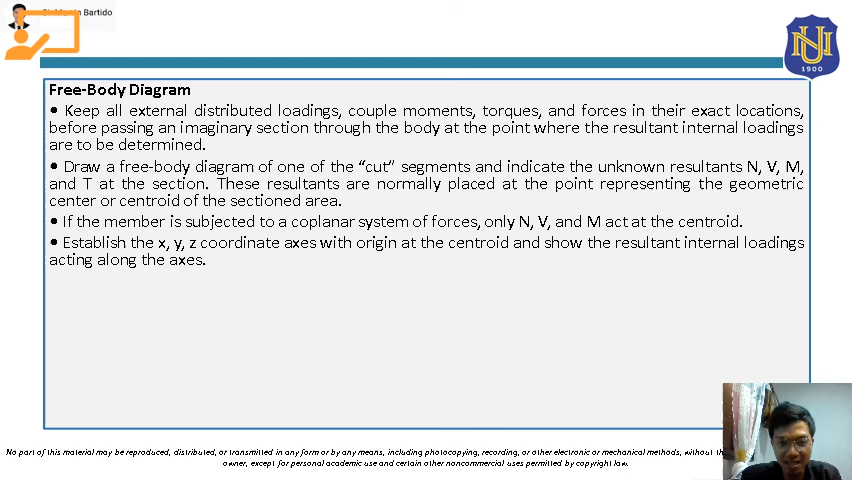 Sir Marvin Bartido
NU
1900
Free-Body Diagram
• Keep all external distributed loadings, couple moments, torques, and forces in their exact locations,
before passing an imaginary section through the body at the point where the resultant internal loadings
are to be determined.
• Draw a free-body diagram of one of the “cut” segments and indicate the unknown resultants N, V, M,
and T at the section. These resultants are normally placed at the point representing the geometric
center or centroid of the sectioned area.
• If the member is subjected to a coplanar system of forces, only N, V, and M act at the centroid.
• Establish the x, y, z coordinate axes with origin at the centroid and show the resultant internal loadings
acting along the axes.
No part of this material may be reproduced, distributed, or transmitted in any form or by any means, including photocopying, recording, or other electronic or mechanical methods, without
owner, except for personal academic use and certain other noncommercial uses permitted by copyright law.